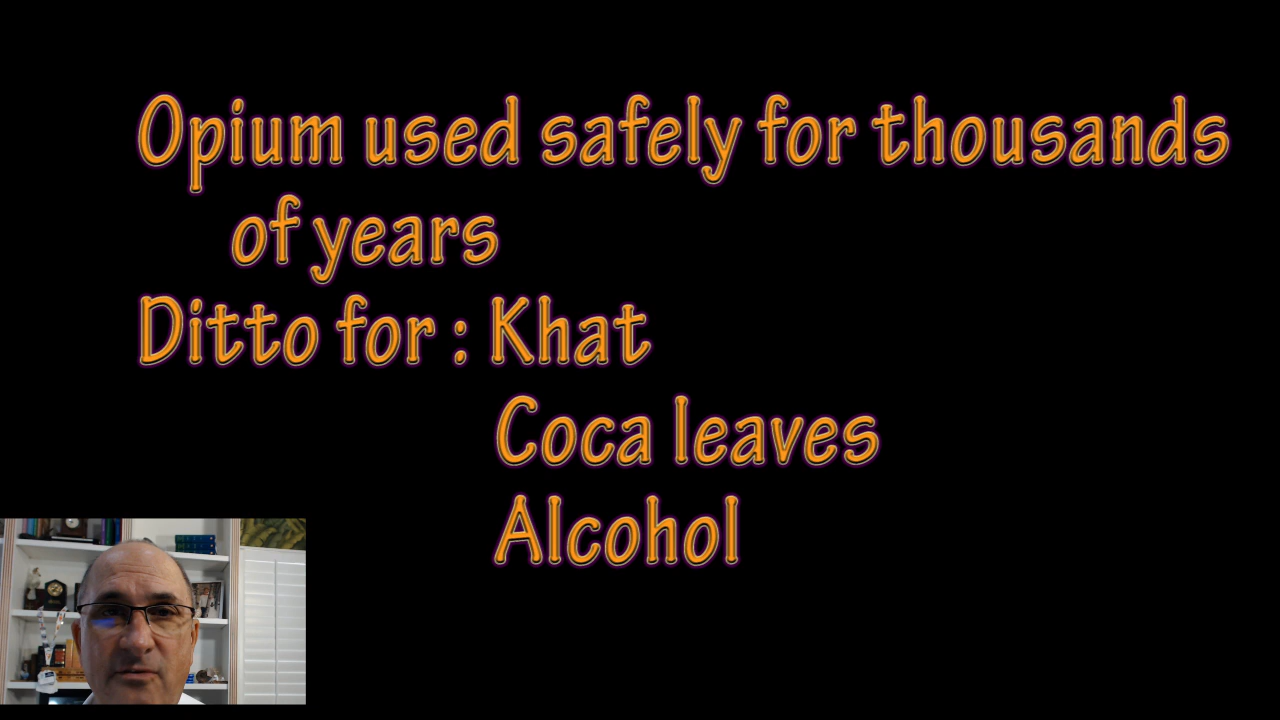 Opium used safely for thousands
of years
Ditto for : Khat
Coca leaves
Alcohol